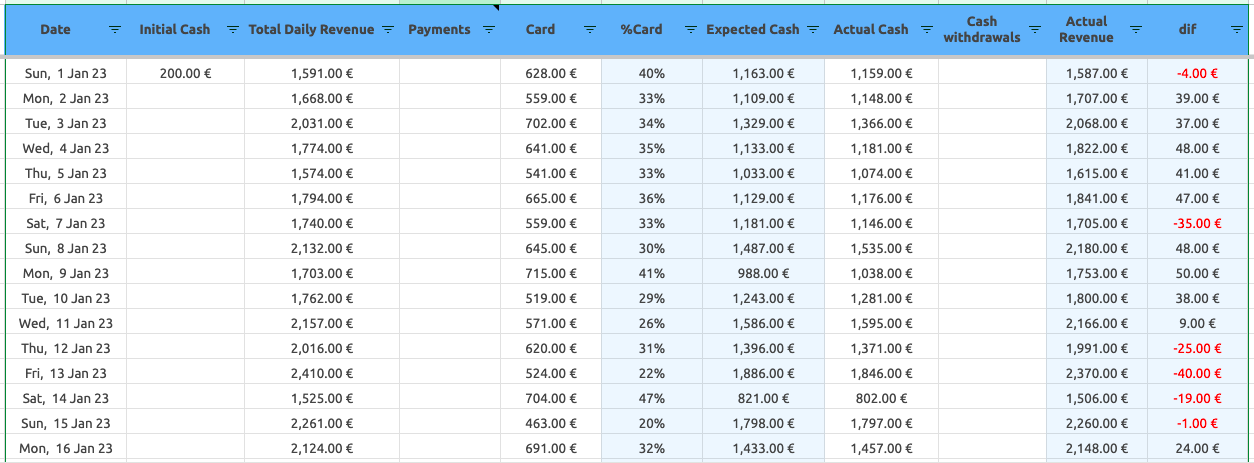 Date Initial Cash Total Daily Revenue Payments Card %Card Expected Cash Actual Cash Cash withdrawals Actual Revenue dif
Sun, 1 Jan 23 200.00 € 1,591.00 € 628.00 € 40% 1,163.00 € 1,159.00 € 1,587.00 € -4.00 €
Mon, 2 Jan 23 1,668.00 € 559.00 € 33% 1,109.00 € 1,148.00 € 1,707.00 € 39.00 €
Tue, 3 Jan 23 2,031.00 € 702.00 € 34% 1,329.00 € 1,366.00 € 2,068.00 € 37.00 €
Wed, 4 Jan 23 1,774.00 € 641.00 € 35% 1,133.00 € 1,181.00 € 1,822.00 € 48.00 €
Thu, 5 Jan 23 1,574.00 € 541.00 € 33% 1,033.00 € 1,074.00 € 1,615.00 € 41.00 €
Fri, 6 Jan 23 1,794.00 € 665.00 € 36% 1,129.00 € 1,176.00 € 1,841.00 € 47.00 €
Sat, 7 Jan 23 1,740.00 € 559.00 € 33% 1,181.00 € 1,146.00 € 1,705.00 € -35.00 €
Sun, 8 Jan 23 2,132.00 € 645.00 € 30% 1,487.00 € 1,535.00 € 2,180.00 € 48.00 €
Mon, 9 Jan 23 1,703.00 € 715.00 € 41% 988.00 € 1,038.00 € 1,753.00 € 50.00 €
Tue, 10 Jan 23 1,762.00 € 519.00 € 29% 1,243.00 € 1,281.00 € 1,800.00 € 38.00 €
Wed, 11 Jan 23 2,157.00 € 571.00 € 26% 1,586.00 € 1,595.00 € 2,166.00 € 9.00 €
Thu, 12 Jan 23 2,016.00 € 620.00 € 31% 1,396.00 € 1,371.00 € 1,991.00 € -25.00 €
Fri, 13 Jan 23 2,410.00 € 524.00 € 22% 1,886.00 € 1,846.00 € 2,370.00 € -40.00 €
Sat, 14 Jan 23 1,525.00 € 704.00 € 47% 821.00 € 802.00 € 1,506.00 € -19.00 €
Sun, 15 Jan 23 2,261.00 € 463.00 € 20% 1,798.00 € 1,797.00 € 2,260.00 € -1.00 €
Mon, 16 Jan 23 2,124.00 € 691.00 € 32% 1,433.00 € 1,457.00 € 2,148.00 € 24.00 €